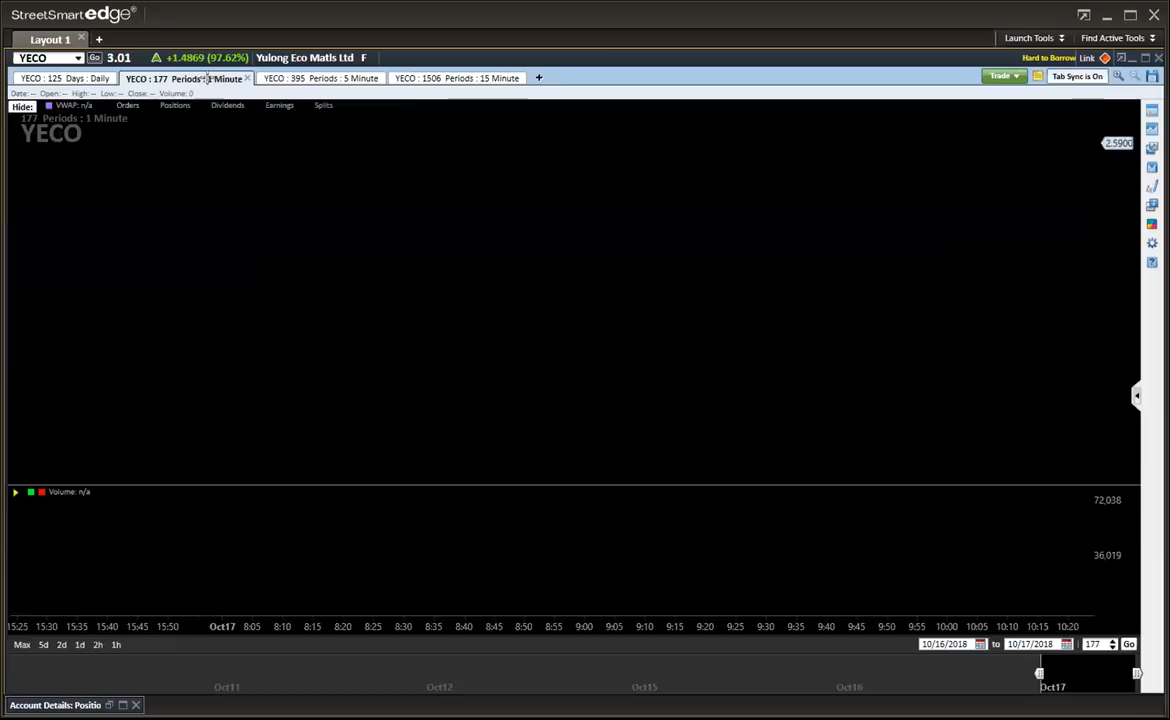 StreetSmart edge®
Layout 1 × +
Launch Tools Find Active Tools
YECO Go 3.01 +1.4869 (97.62%) Yulong Eco Matls Ltd F
Hard to Borrow Link
YECO : 125 Days : Daily
YECO : 177 Periods : 1 Minute ×
YECO : 395 Periods : 5 Minute
YECO : 1506 Periods : 15 Minute
+
Trade
Tab Sync is On
Date: -- Open: -- High: -- Low: -- Close: -- Volume: 0
Hide: VWAP: n/a Orders Positions Dividends Earnings Splits
177 Periods : 1 Minute
YECO
2.5900
Volume: n/a
72,038
36,019
15:25 15:30 15:35 15:40 15:45 15:50 Oct17 8:05 8:10 8:15 8:20 8:25 8:30 8:35 8:40 8:45 8:50 8:55 9:00 9:05 9:10 9:15 9:20 9:25 9:30 9:35 9:40 9:45 9:50 9:55 10:00 10:05 10:10 10:15 10:20
Max 5d 2d 1d 2h 1h
10/16/2018 to 10/17/2018 177 Go
Oct11 Oct12 Oct15 Oct16 Oct17
Account Details: Positio